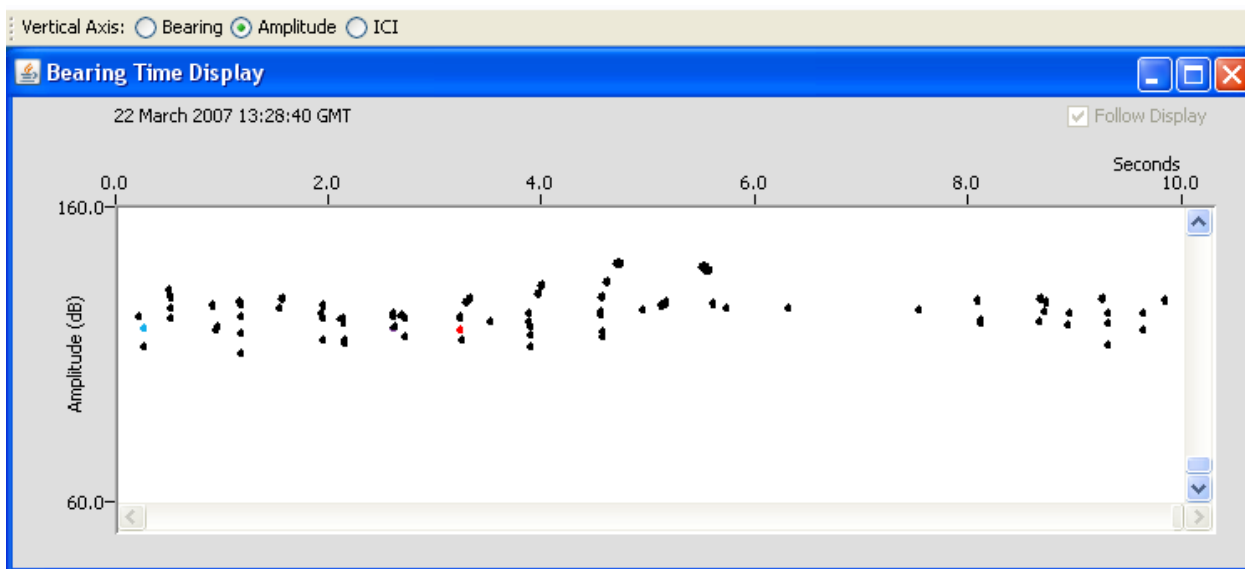 Vertical Axis: Bearing Amplitude ICI
Bearing Time Display
22 March 2007 13:28:40 GMT Follow Display
Seconds
0.0 2.0 4.0 6.0 8.0 10.0
160.0
Amplitude (dB)
60.0